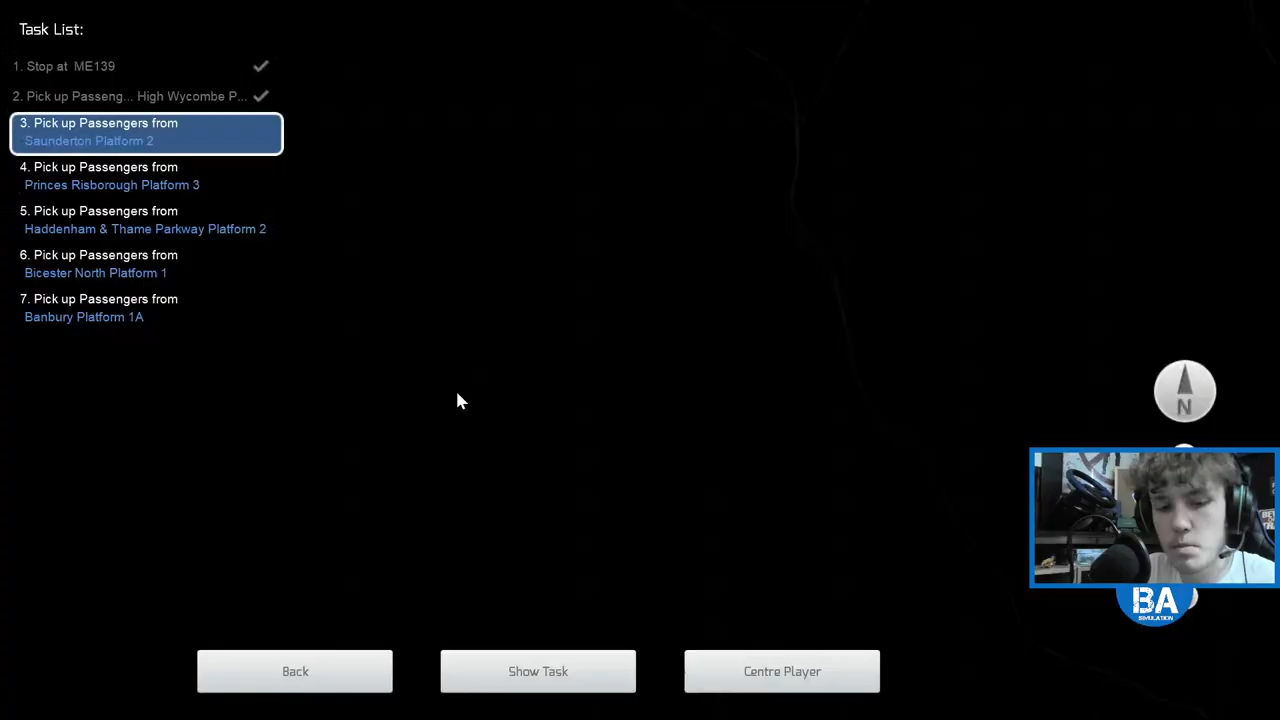 Task List:
1. Stop at ME139
2. Pick up Passeng... High Wycombe P...
3. Pick up Passengers from
Saunderton Platform 2
4. Pick up Passengers from
Princes Risborough Platform 3
5. Pick up Passengers from
Haddenham & Thame Parkway Platform 2
6. Pick up Passengers from
Bicester North Platform 1
7. Pick up Passengers from
Banbury Platform 1A
N
BA
SIMULATION
Back
Show Task
Centre Player